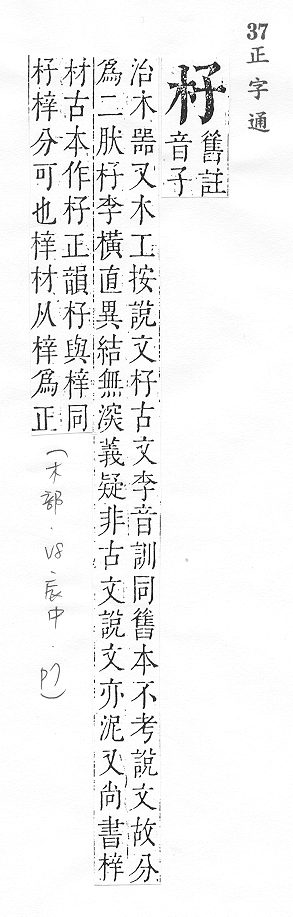 37
正字通
杍
舊註
音子
治木器又木工按說文杍古文李音訓同舊本不考說文故分
爲二肰杍李橫直異結無深義疑非古文說文亦泥又尚書梓
材古本作杍正韻杍與梓同
杍梓分可也梓材从梓爲正
(木部.V8.辰中.P7)